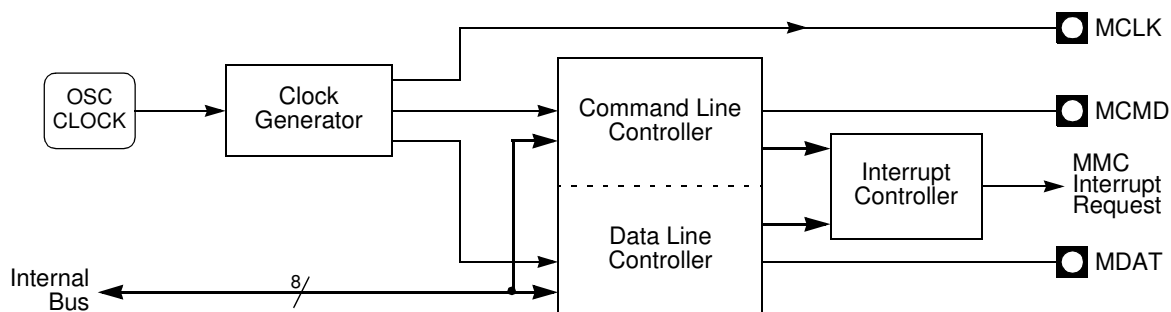 MCLK
OSC
CLOCK
Clock
Generator
Command Line
Controller
MCMD
Interrupt
Controller
MMC
Interrupt
Request
Data Line
Controller
MDAT
Internal
Bus
8